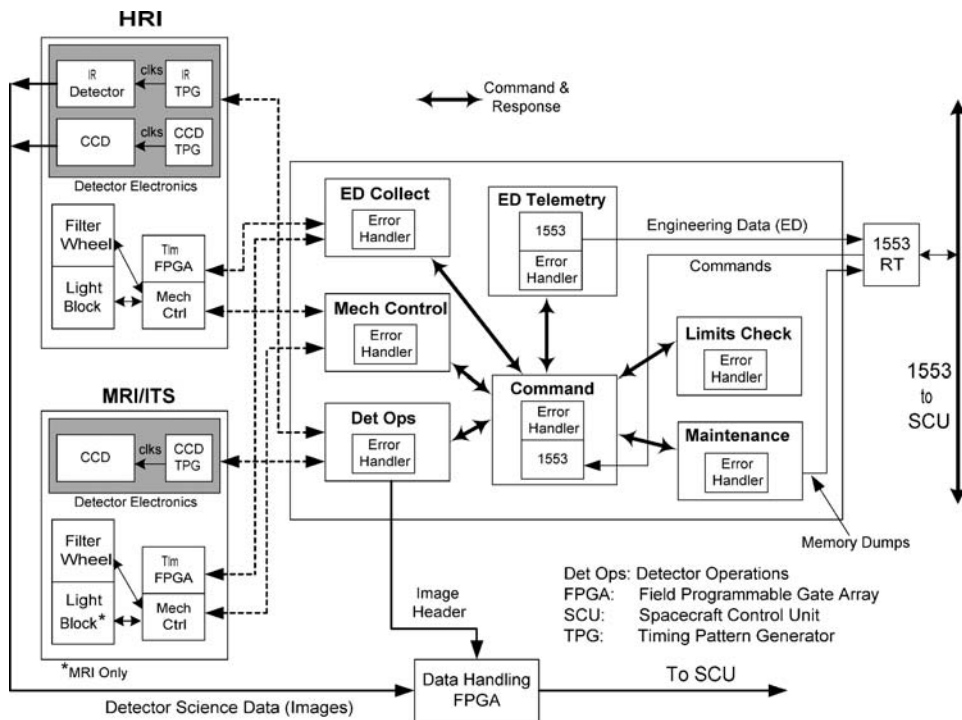 HRI
IR
Detector
clks
IR
TPG
CCD
clks
CCD
TPG
Detector Electronics
Filter
Wheel
Light
Block
Tlm
FPGA
Mech
Ctrl
MRI/ITS
CCD
clks
CCD
TPG
Detector Electronics
Filter
Wheel
Light
Block*
Tlm
FPGA
Mech
Ctrl
*MRI Only
Command &
Response
ED Collect
Error
Handler
ED Telemetry
1553
Error
Handler
Mech Control
Error
Handler
Limits Check
Error
Handler
Command
Error
Handler
1553
Det Ops
Error
Handler
Maintenance
Error
Handler
Engineering Data (ED)
Commands
1553
RT
1553
to
SCU
Memory Dumps
Image
Header
Det Ops: Detector Operations
FPGA: Field Programmable Gate Array
SCU: Spacecraft Control Unit
TPG: Timing Pattern Generator
Data Handling
FPGA
To SCU
Detector Science Data (Images)